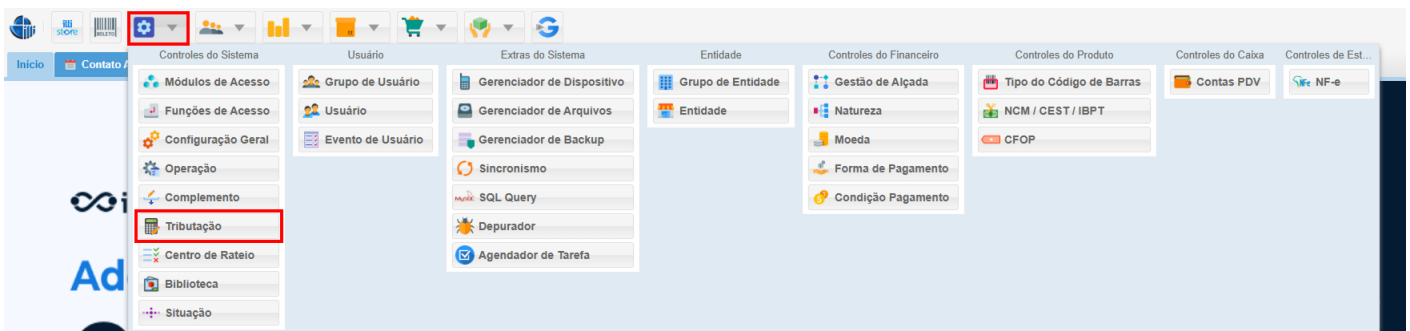 iti
store
BOLETO
Início
Contato
Controles do Sistema
Módulos de Acesso
Funções de Acesso
Configuração Geral
Operação
Complemento
Tributação
Centro de Rateio
Biblioteca
Situação
Usuário
Grupo de Usuário
Usuário
Evento de Usuário
Extras do Sistema
Gerenciador de Dispositivo
Gerenciador de Arquivos
Gerenciador de Backup
Sincronismo
SQL Query
Depurador
Agendador de Tarefa
Entidade
Grupo de Entidade
Entidade
Controles do Financeiro
Gestão de Alçada
Natureza
Moeda
Forma de Pagamento
Condição Pagamento
Controles do Produto
Tipo do Código de Barras
NCM / CEST / IBPT
CFOP
Controles do Caixa
Contas PDV
Controles de Est...
NF-e
Ad